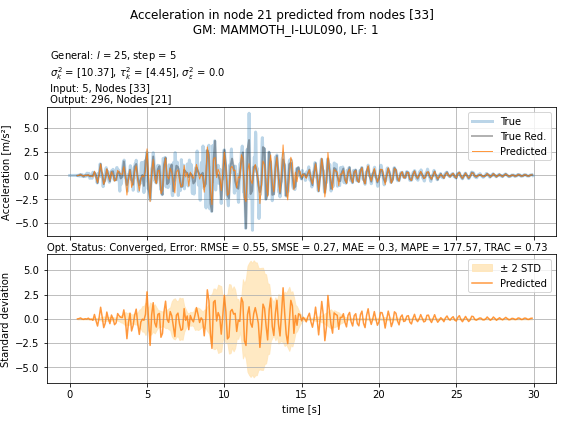 Acceleration in node 21 predicted from nodes [33]
GM: MAMMOTH_I-LUL090, LF: 1
General: l = 25, step = 5
σ²ₖ = [10.37], τ²ₖ = [4.45], σ²ε = 0.0
Input: 5, Nodes [33]
Output: 296, Nodes [21]
Acceleration [m/s²]
5.0
2.5
0.0
−2.5
−5.0
True
True Red.
Predicted
Opt. Status: Converged, Error: RMSE = 0.55, SMSE = 0.27, MAE = 0.3, MAPE = 177.57, TRAC = 0.73
Standard deviation
5.0
2.5
0.0
−2.5
−5.0
± 2 STD
Predicted
0 5 10 15 20 25 30
time [s]